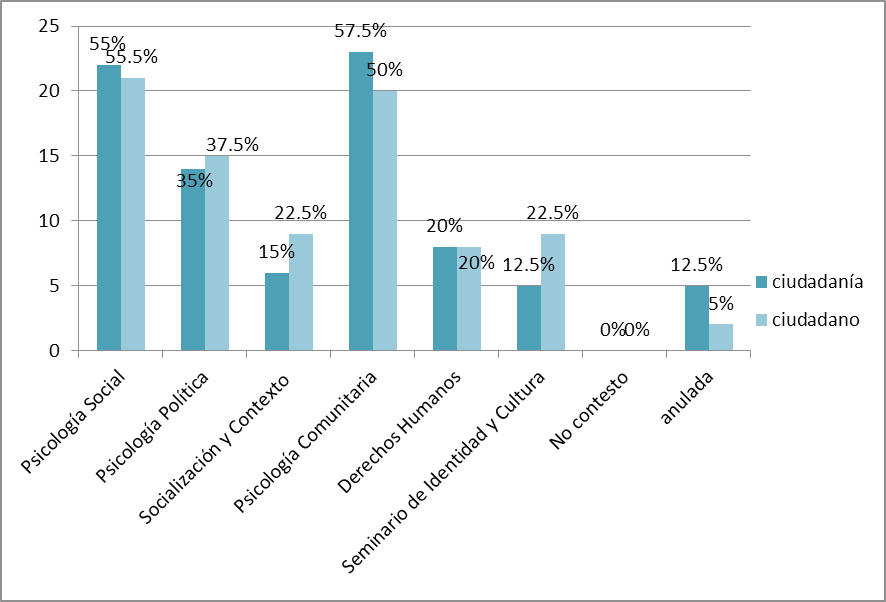 25
20
15
10
5
0
55%
55.5%
35%
37.5%
15%
22.5%
57.5%
50%
20%
20%
12.5%
22.5%
0%
0%
12.5%
5%
Psicología Social
Psicología Política
Socialización y Contexto
Psicología Comunitaria
Derechos Humanos
Seminario de Identidad y Cultura
No contesto
anulada
ciudadanía
ciudadano